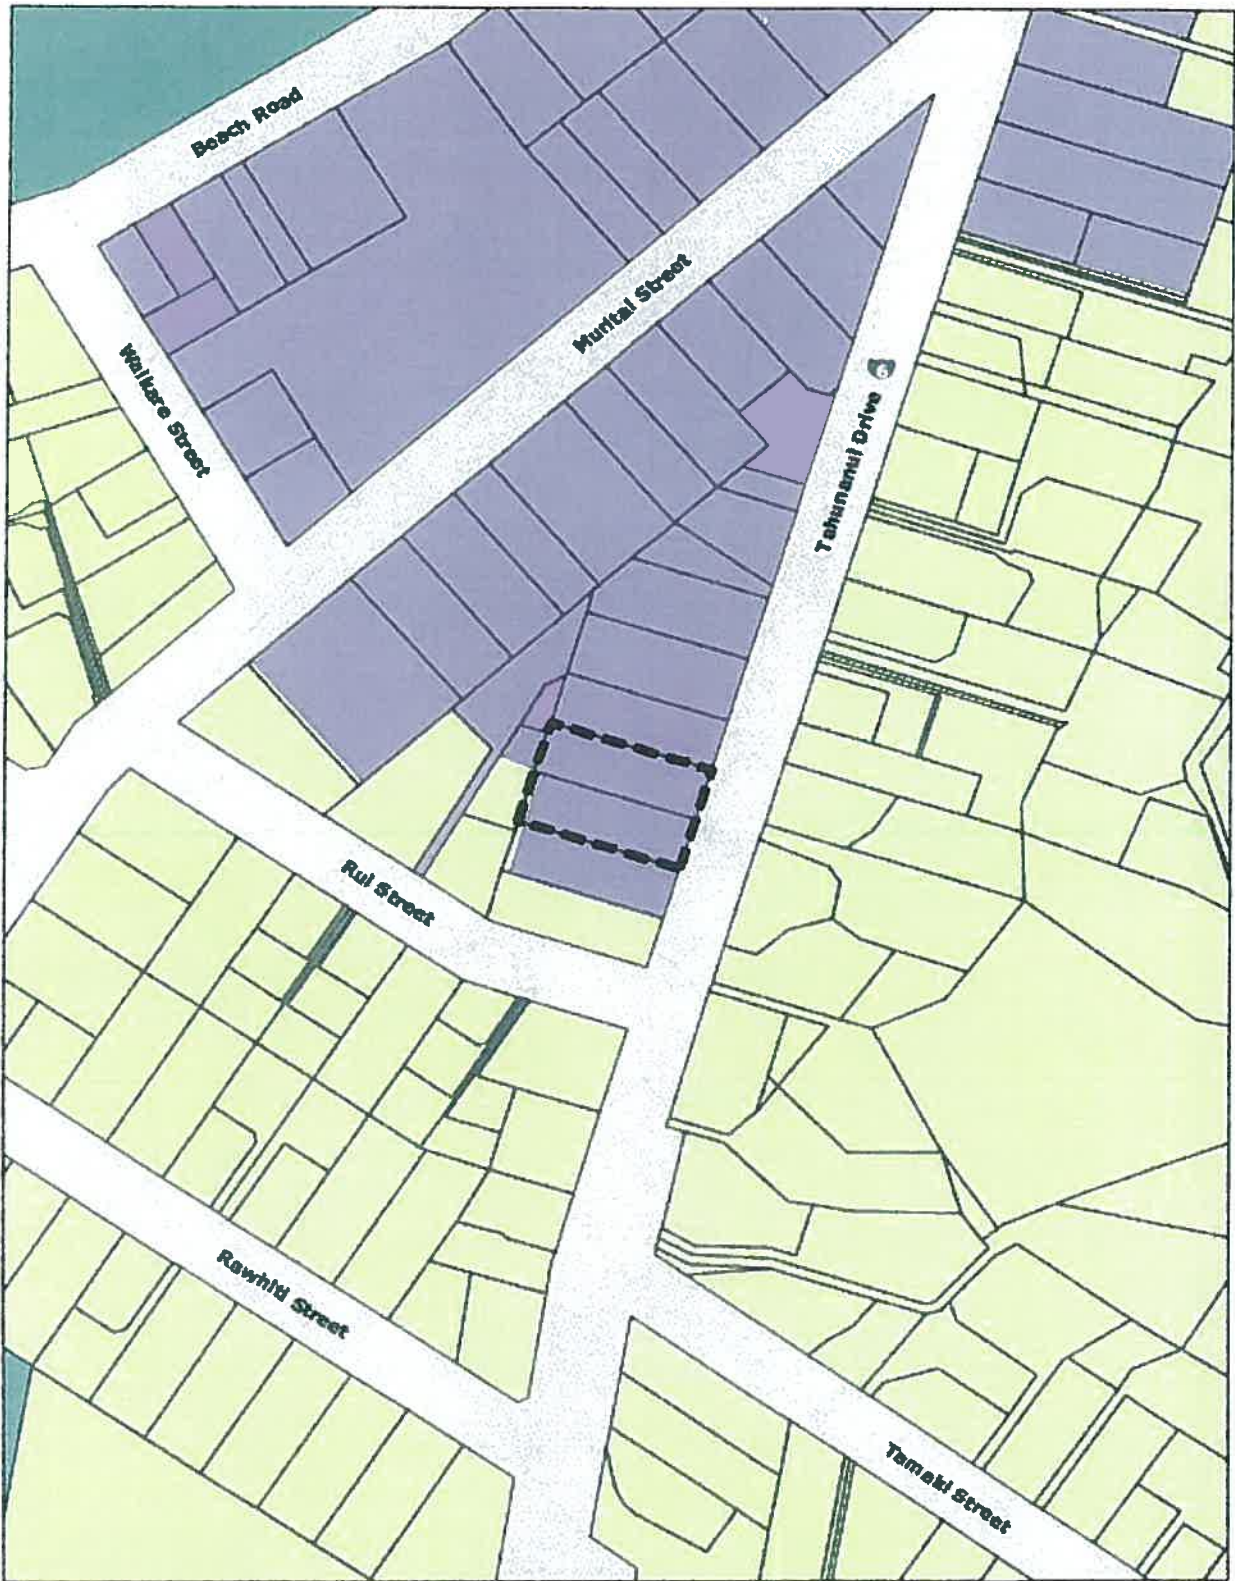 Beach Road
Muritai Street
Waikare Street
Tahunanui Drive 6
Rui Street
Rawhiti Street
Tamaki Street